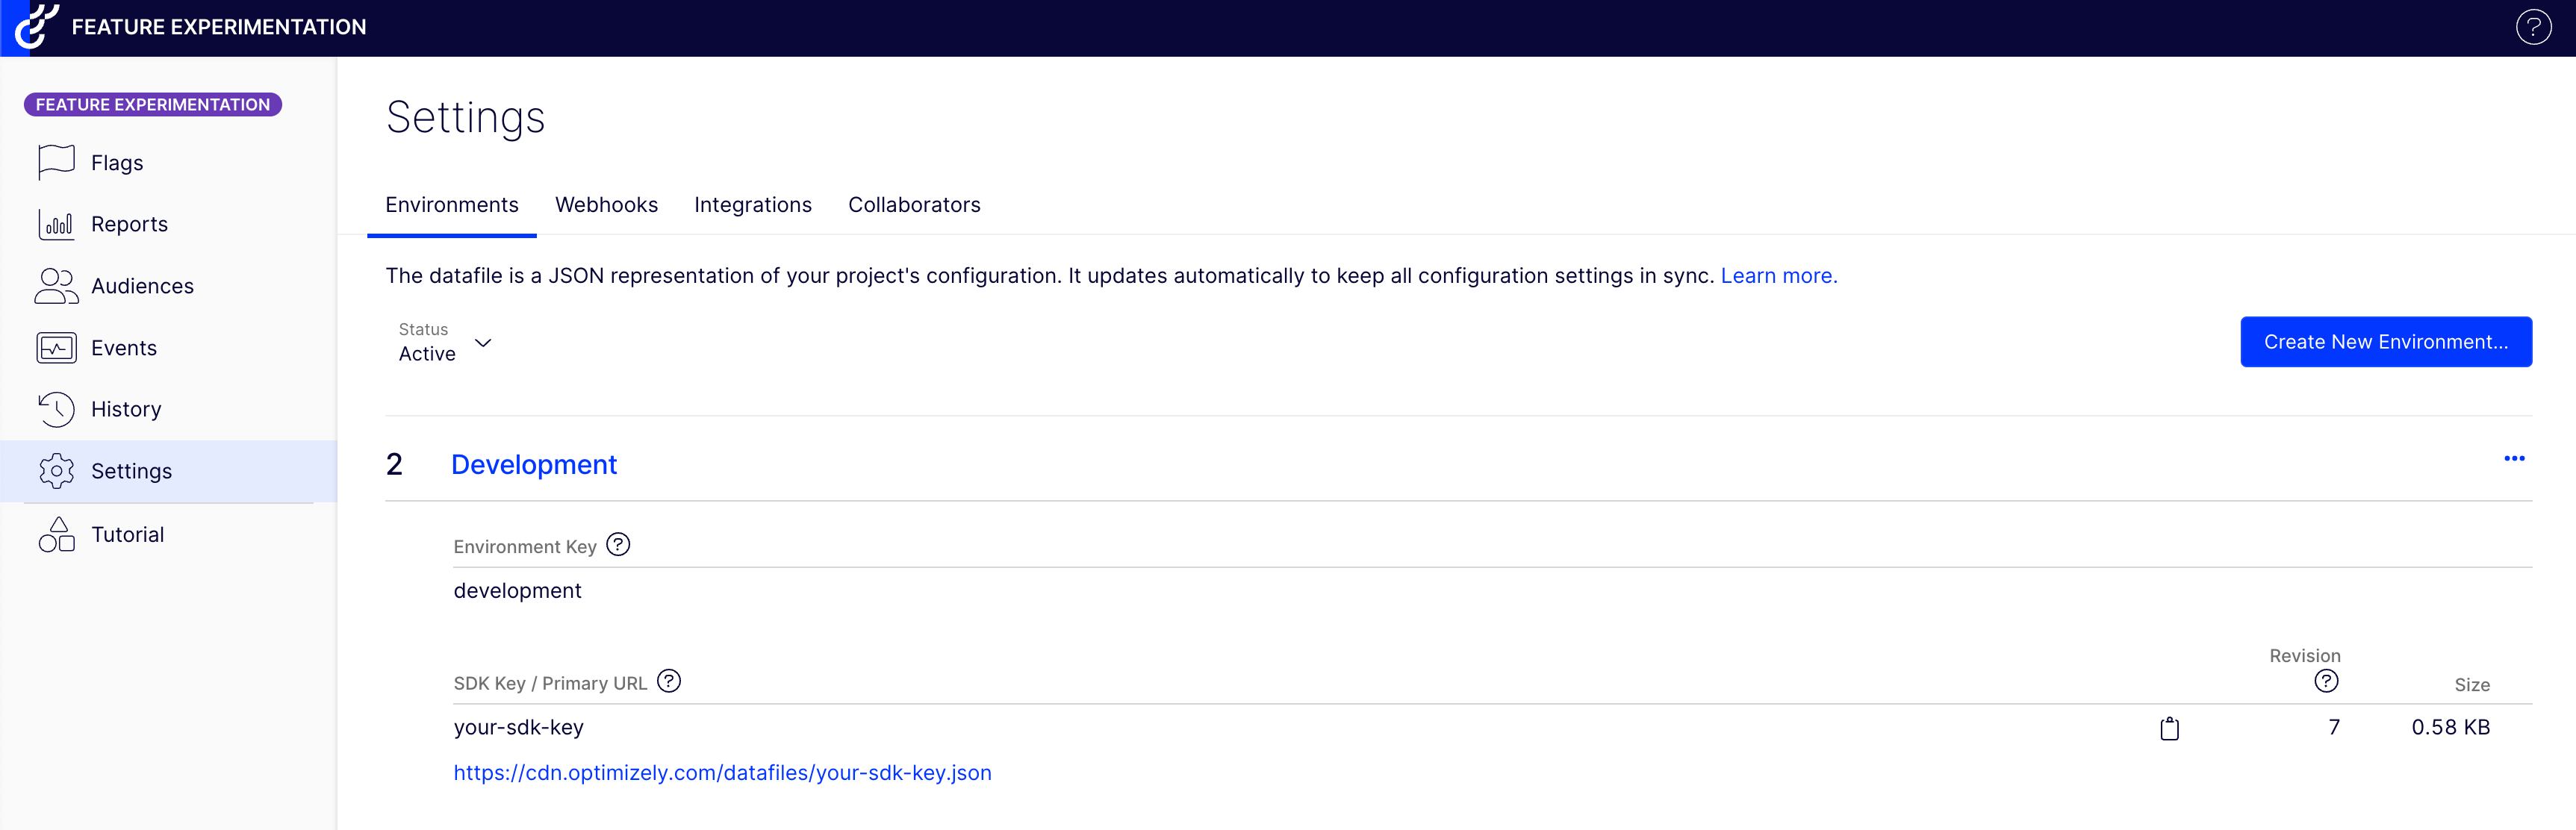 FEATURE EXPERIMENTATION
?
FEATURE EXPERIMENTATION
Flags
Reports
Audiences
Events
History
Settings
Tutorial
Settings
Environments Webhooks Integrations Collaborators
The datafile is a JSON representation of your project's configuration. It updates automatically to keep all configuration settings in sync. Learn more.
Status
Active
Create New Environment...
2 Development
Environment Key ?
development
SDK Key / Primary URL ? Revision ? Size
your-sdk-key 7 0.58 KB
https://cdn.optimizely.com/datafiles/your-sdk-key.json